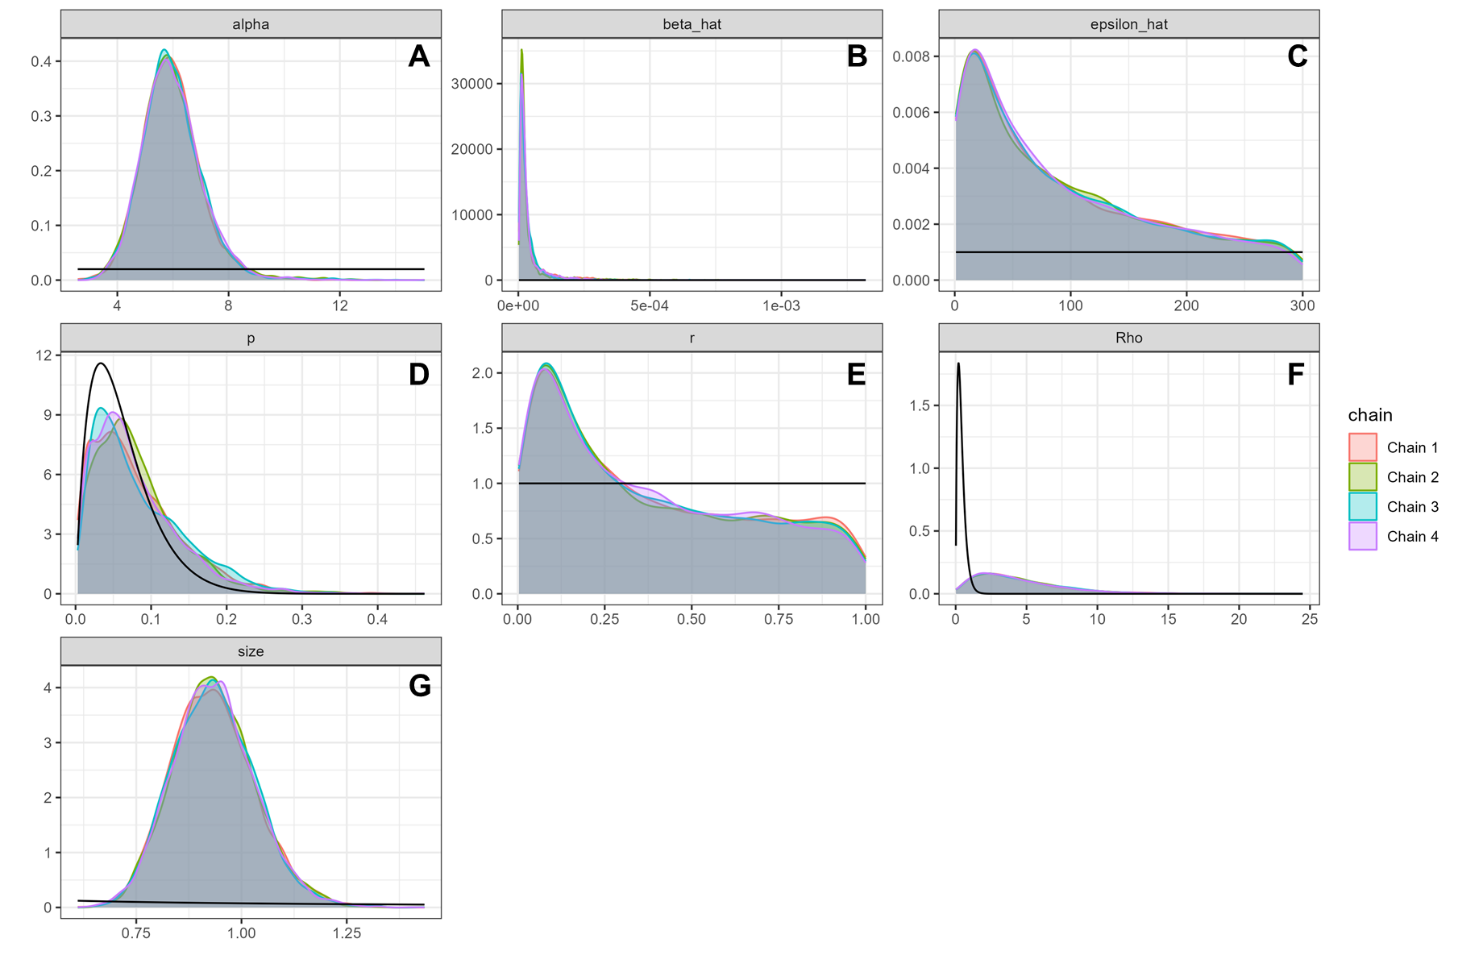 alpha
beta_hat
epsilon_hat
A
B
C
0.4
0.3
0.2
0.1
0.0
4
8
12
30000
20000
10000
0
0e+00
5e-04
1e-03
0.008
0.006
0.004
0.002
0.000
0
100
200
300
p
r
Rho
D
E
F
12
9
6
3
0
0.0
0.1
0.2
0.3
0.4
2.0
1.5
1.0
0.5
0.0
0.00
0.25
0.50
0.75
1.00
1.5
1.0
0.5
0.0
0
5
10
15
20
25
chain
Chain 1
Chain 2
Chain 3
Chain 4
size
G
4
3
2
1
0
0.75
1.00
1.25